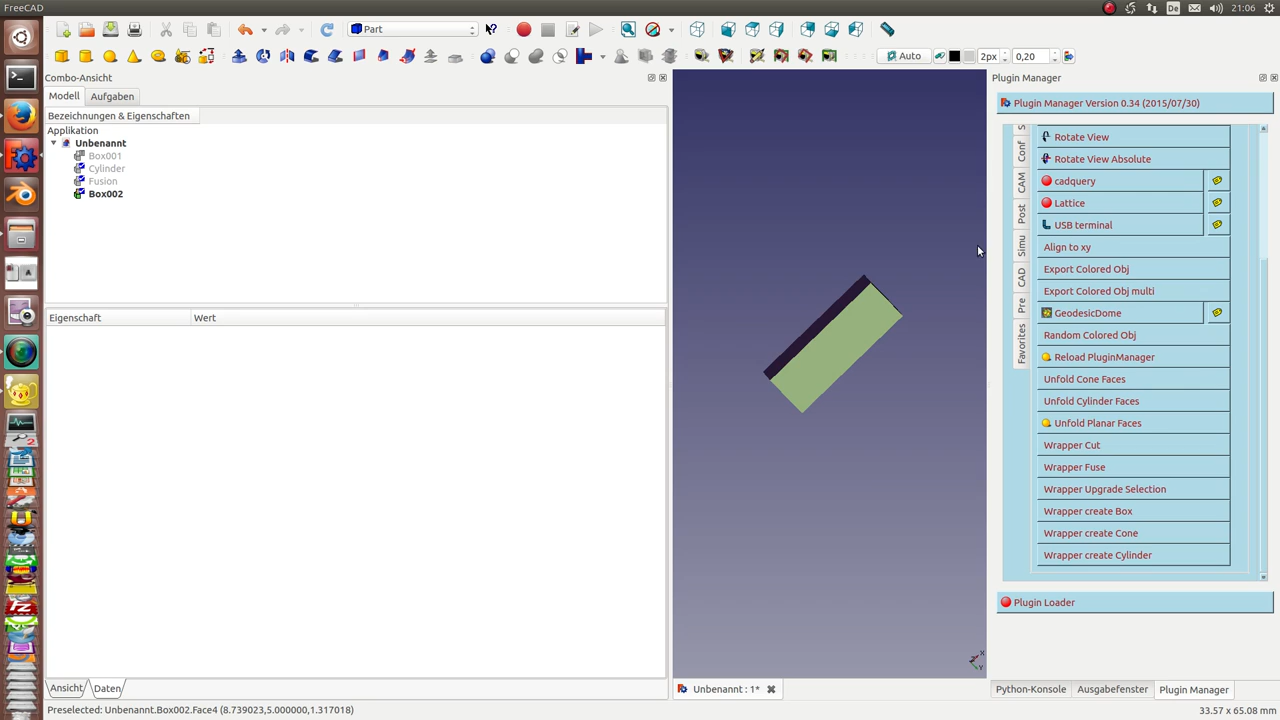 FreeCAD
De
21:06
Part
Auto
2px
0,20
Combo-Ansicht
Modell
Aufgaben
Bezeichnungen & Eigenschaften
Applikation
Unbenannt
Box001
Cylinder
Fusion
Box002
Eigenschaft
Wert
Ansicht
Daten
X
Y
Unbenannt : 1*
Plugin Manager
Plugin Manager Version 0.34 (2015/07/30)
Conf
CAM
Post
Simu
CAD
Pre
Favorites
Rotate View
Rotate View Absolute
cadquery
Lattice
USB terminal
Align to xy
Export Colored Obj
Export Colored Obj multi
GeodesicDome
Random Colored Obj
Reload PluginManager
Unfold Cone Faces
Unfold Cylinder Faces
Unfold Planar Faces
Wrapper Cut
Wrapper Fuse
Wrapper Upgrade Selection
Wrapper create Box
Wrapper create Cone
Wrapper create Cylinder
Plugin Loader
Python-Konsole
Ausgabefenster
Plugin Manager
Preselected: Unbenannt.Box002.Face4 (8.739023,5.000000,1.317018)
33.57 x 65.08 mm